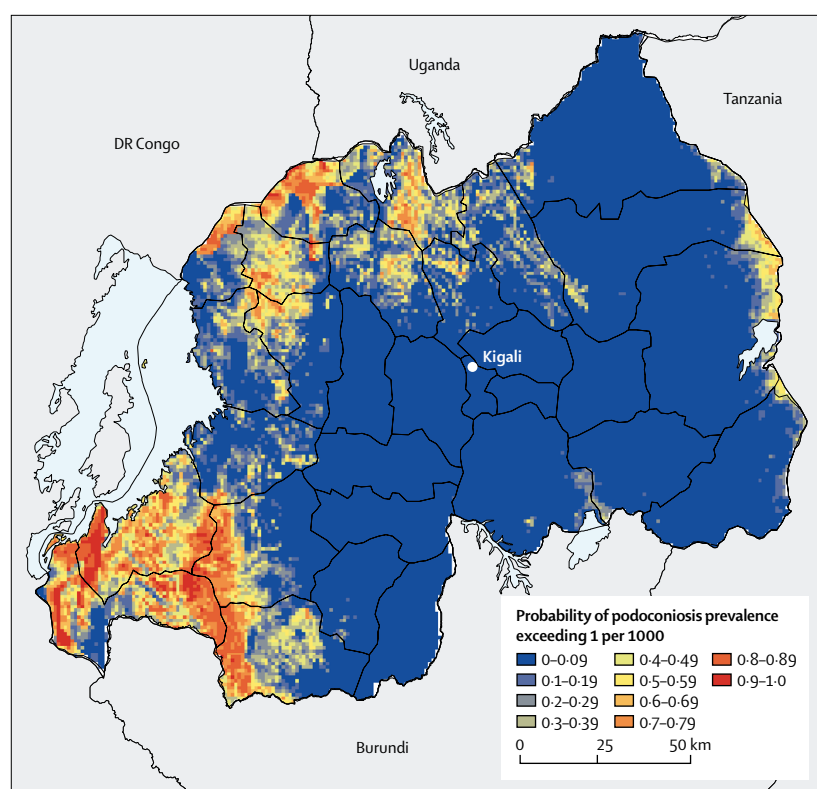 Uganda
Tanzania
DR Congo
Kigali
Probability of podoconiosis prevalence
exceeding 1 per 1000
0–0·09 0·4–0·49 0·8–0·89
0·1–0·19 0·5–0·59 0·9–1·0
0·2–0·29 0·6–0·69
0·3–0·39 0·7–0·79
0 25 50 km
Burundi